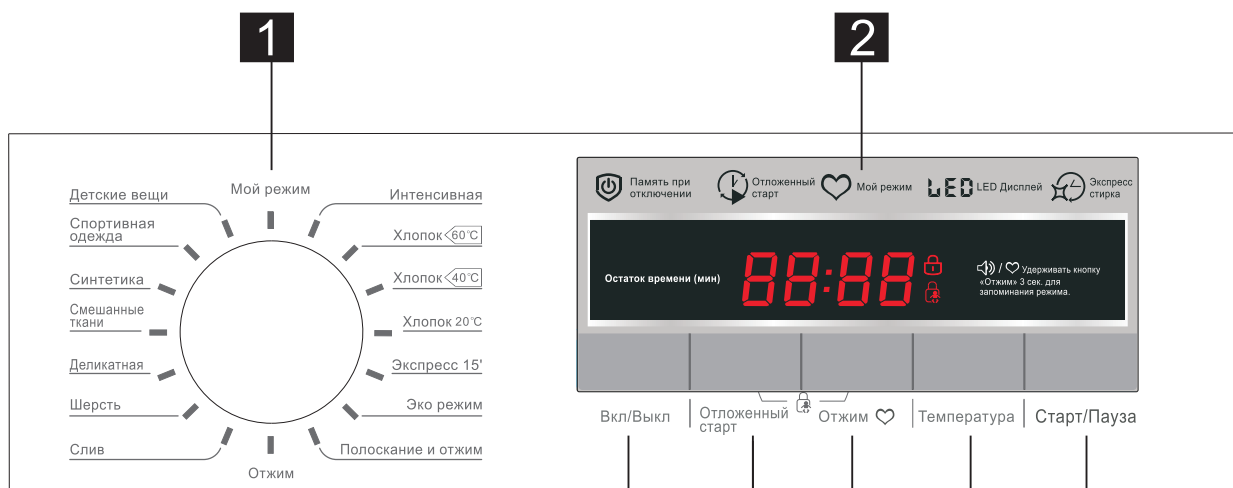 1
2
Мой режим
Детские вещи
Спортивная
одежда
Синтетика
Смешанные
ткани
Деликатная
Шерсть
Слив
Отжим
Интенсивная
Хлопок 60℃
Хлопок 40℃
Хлопок 20℃
Экспресс 15'
Эко режим
Полоскание и отжим
Память при
отключении
Отложенный
старт
Мой режим
LED LED Дисплей
Экспресс
стирка
Остаток времени (мин)
88:88
/ ♡ Удерживать кнопку
«Отжим» 3 сек. для
запоминания режима.
Вкл/Выкл
Отложенный
старт
Отжим ♡
Температура
Старт/Пауза